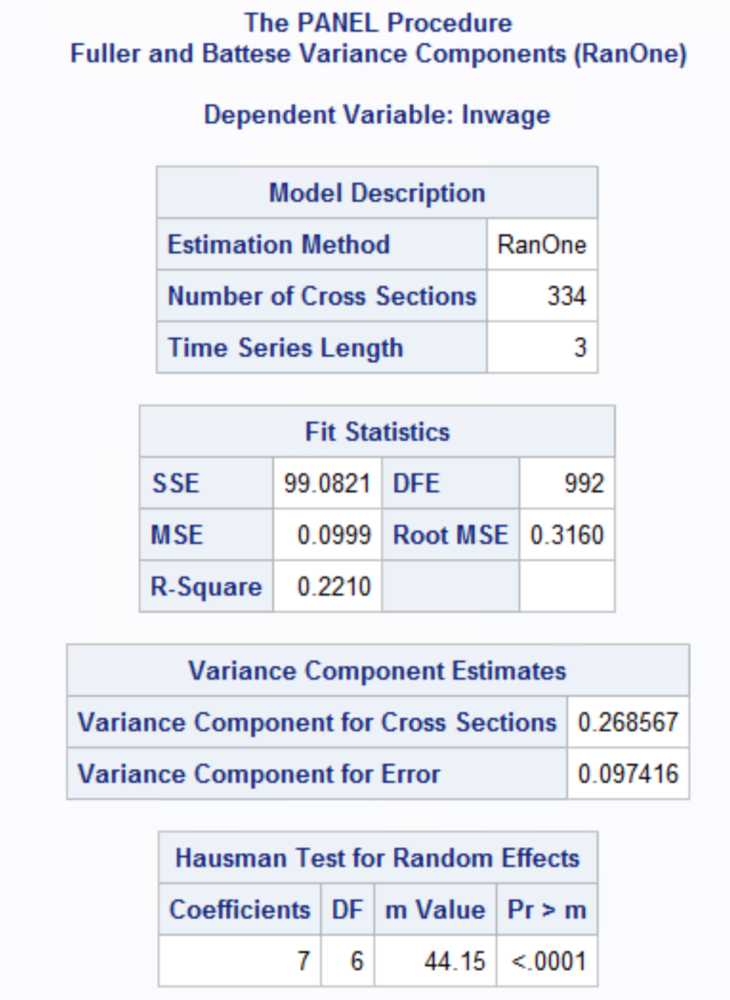 The PANEL Procedure
Fuller and Battese Variance Components (RanOne)
Dependent Variable: lnwage
Model Description
Estimation Method RanOne
Number of Cross Sections 334
Time Series Length 3
Fit Statistics
SSE 99.0821 DFE 992
MSE 0.0999 Root MSE 0.3160
R-Square 0.2210
Variance Component Estimates
Variance Component for Cross Sections 0.268567
Variance Component for Error 0.097416
Hausman Test for Random Effects
Coefficients DF m Value Pr > m
7 6 44.15 <.0001